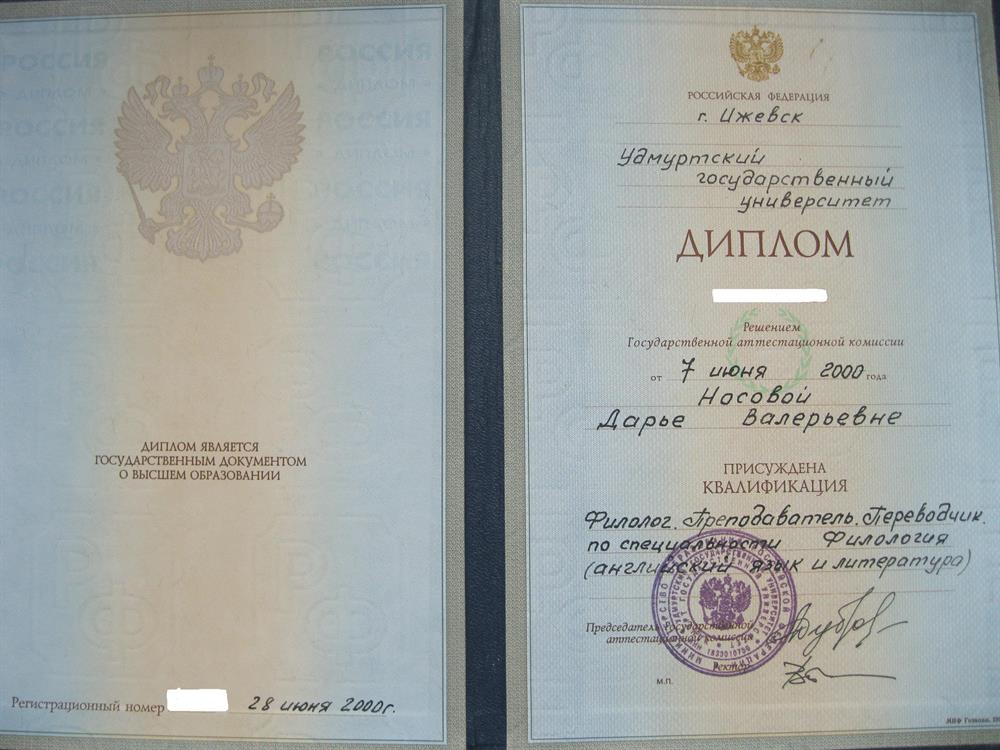 ДИПЛОМ ЯВЛЯЕТСЯ
ГОСУДАРСТВЕННЫМ ДОКУМЕНТОМ
О ВЫСШЕМ ОБРАЗОВАНИИ
Регистрационный номер 28 июня 2000г.
РОССИЙСКАЯ ФЕДЕРАЦИЯ
г. Ижевск
Удмуртский
государственный
университет
ДИПЛОМ
Решением
Государственной аттестационной комиссии
от 7 июня 2000 года
Носовой
Дарье Валерьевне
ПРИСУЖДЕНА
КВАЛИФИКАЦИЯ
Филолог. Преподаватель. Переводчик.
по специальности Филология
(английский язык и литература)
Председатель Государственной
аттестационной комиссии
Ректор
М.П.